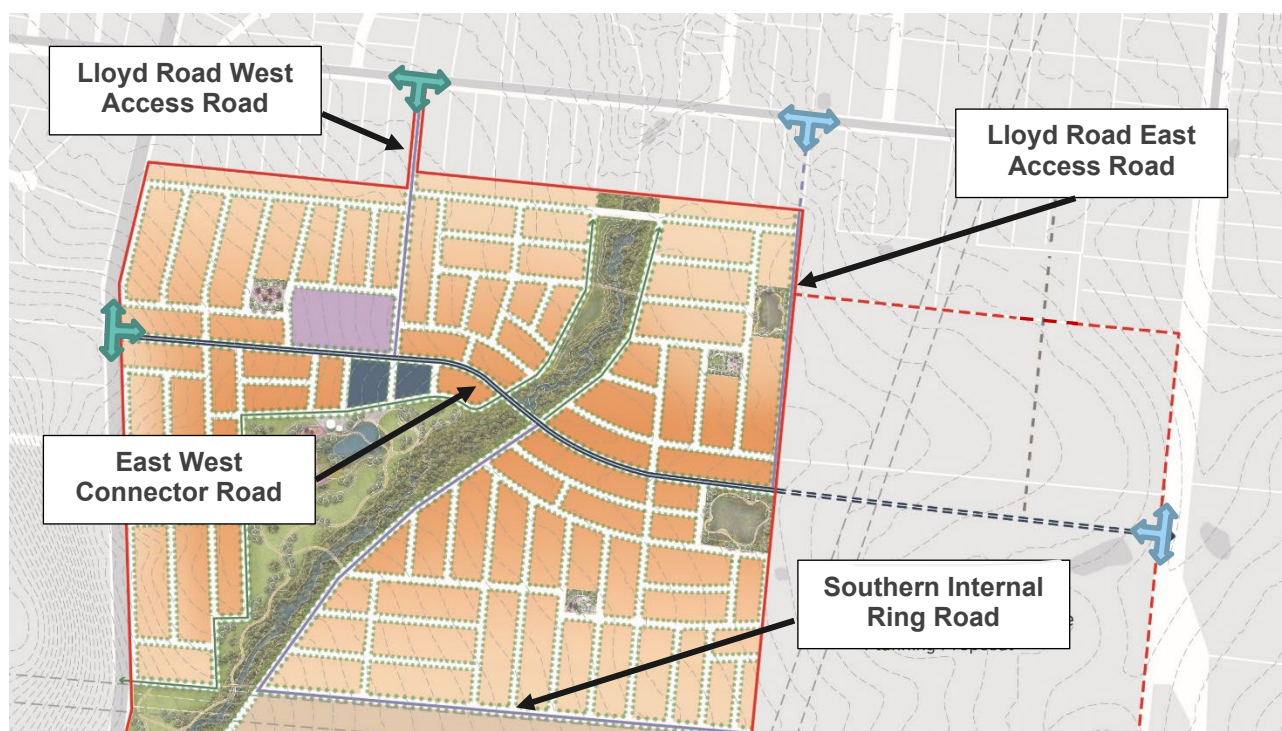 Lloyd Road West
Access Road
Lloyd Road East
Access Road
East West
Connector Road
Southern Internal
Ring Road